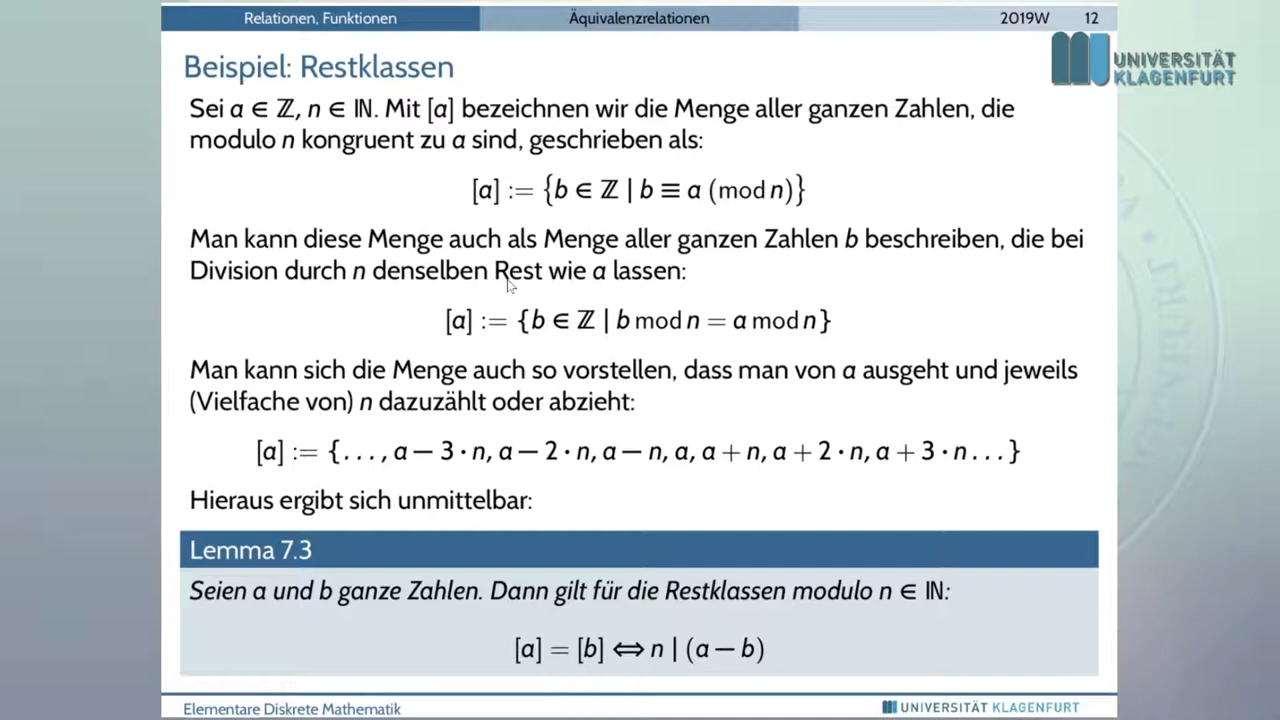 Relationen, Funktionen Äquivalenzrelationen 2019W 12
UNIVERSITÄT
KLAGENFURT
Beispiel: Restklassen
Sei a ∈ ℤ, n ∈ ℕ. Mit [a] bezeichnen wir die Menge aller ganzen Zahlen, die
modulo n kongruent zu a sind, geschrieben als:
[a] := {b ∈ ℤ | b ≡ a (mod n)}
Man kann diese Menge auch als Menge aller ganzen Zahlen b beschreiben, die bei
Division durch n denselben Rest wie a lassen:
[a] := {b ∈ ℤ | b mod n = a mod n}
Man kann sich die Menge auch so vorstellen, dass man von a ausgeht und jeweils
(Vielfache von) n dazuzählt oder abzieht:
[a] := {..., a − 3 · n, a − 2 · n, a − n, a, a + n, a + 2 · n, a + 3 · n ...}
Hieraus ergibt sich unmittelbar:
Lemma 7.3
Seien a und b ganze Zahlen. Dann gilt für die Restklassen modulo n ∈ ℕ:
[a] = [b] ⟺ n | (a − b)
Elementare Diskrete Mathematik UNIVERSITÄT KLAGENFURT